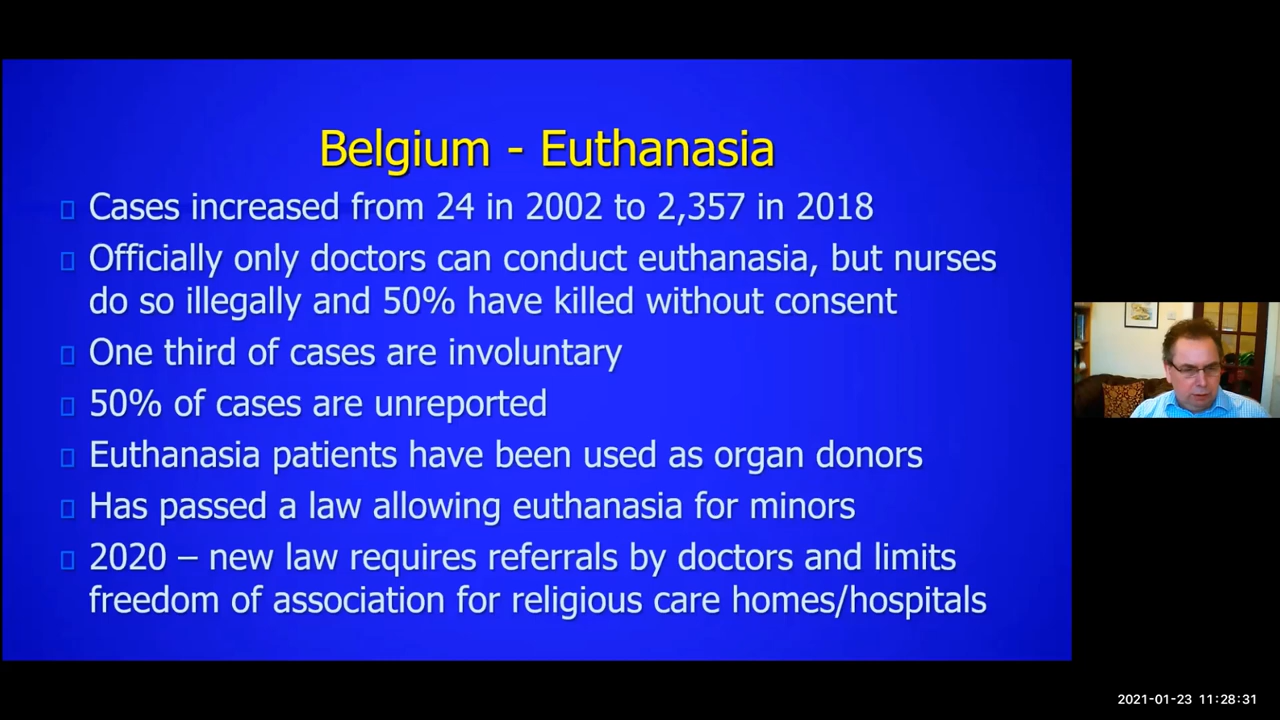 Belgium - Euthanasia
Cases increased from 24 in 2002 to 2,357 in 2018
Officially only doctors can conduct euthanasia, but nurses
do so illegally and 50% have killed without consent
One third of cases are involuntary
50% of cases are unreported
Euthanasia patients have been used as organ donors
Has passed a law allowing euthanasia for minors
2020 – new law requires referrals by doctors and limits
freedom of association for religious care homes/hospitals
2021-01-23 11:28:31